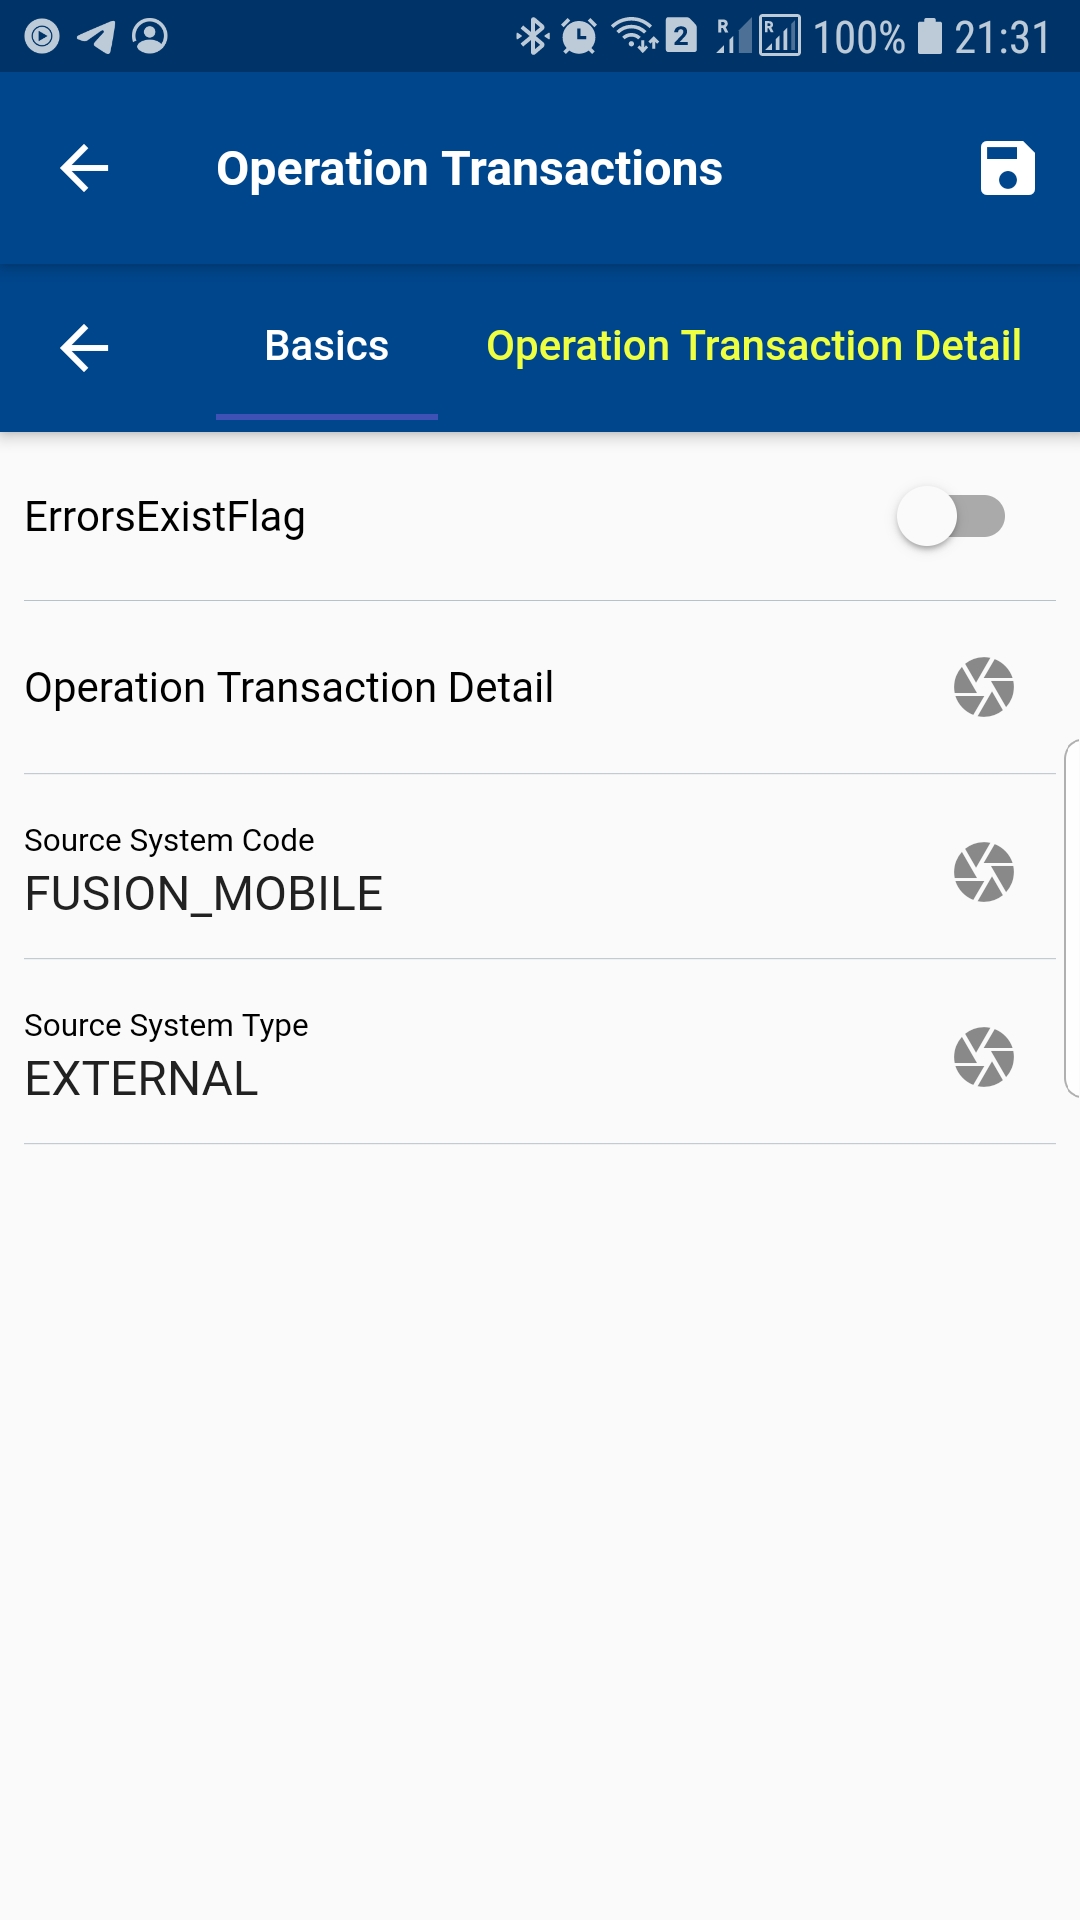 2 R R 100% 21:31
Operation Transactions
Basics Operation Transaction Detail
ErrorsExistFlag
Operation Transaction Detail
Source System Code
FUSION_MOBILE
Source System Type
EXTERNAL